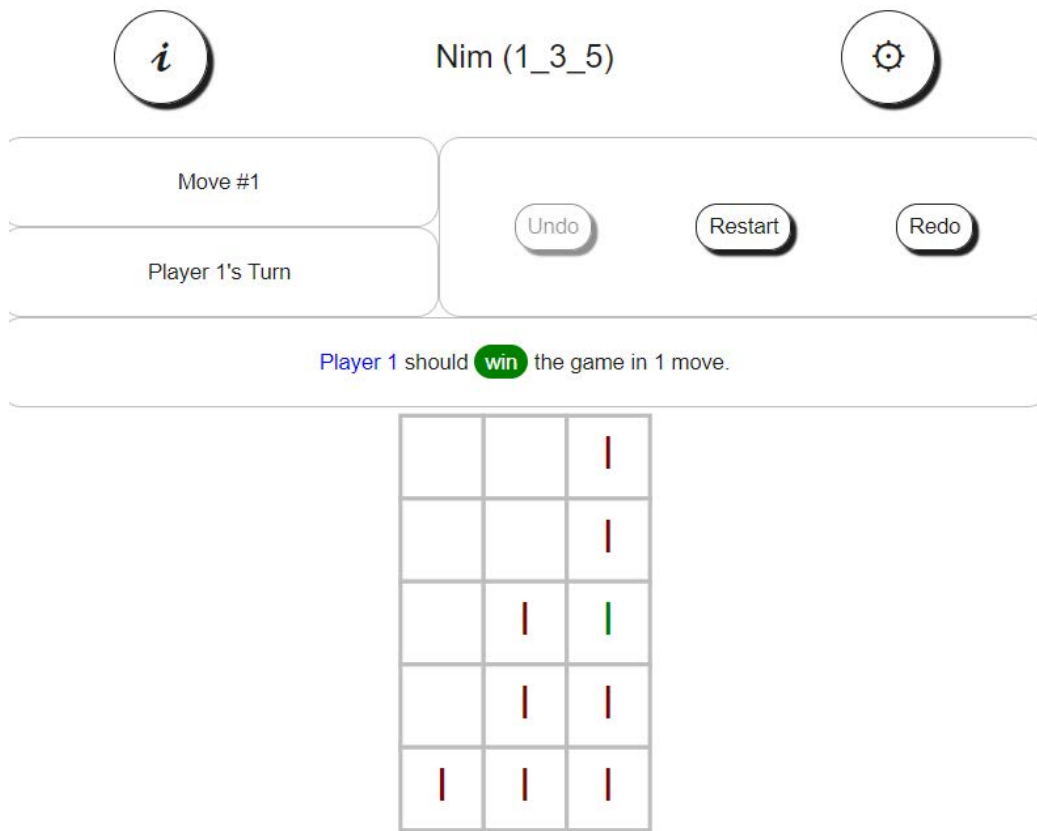 i
Nim (1_3_5)
Move #1
Player 1's Turn
Undo
Restart
Redo
Player 1 should win the game in 1 move.
|
|
| |
| |
| | |